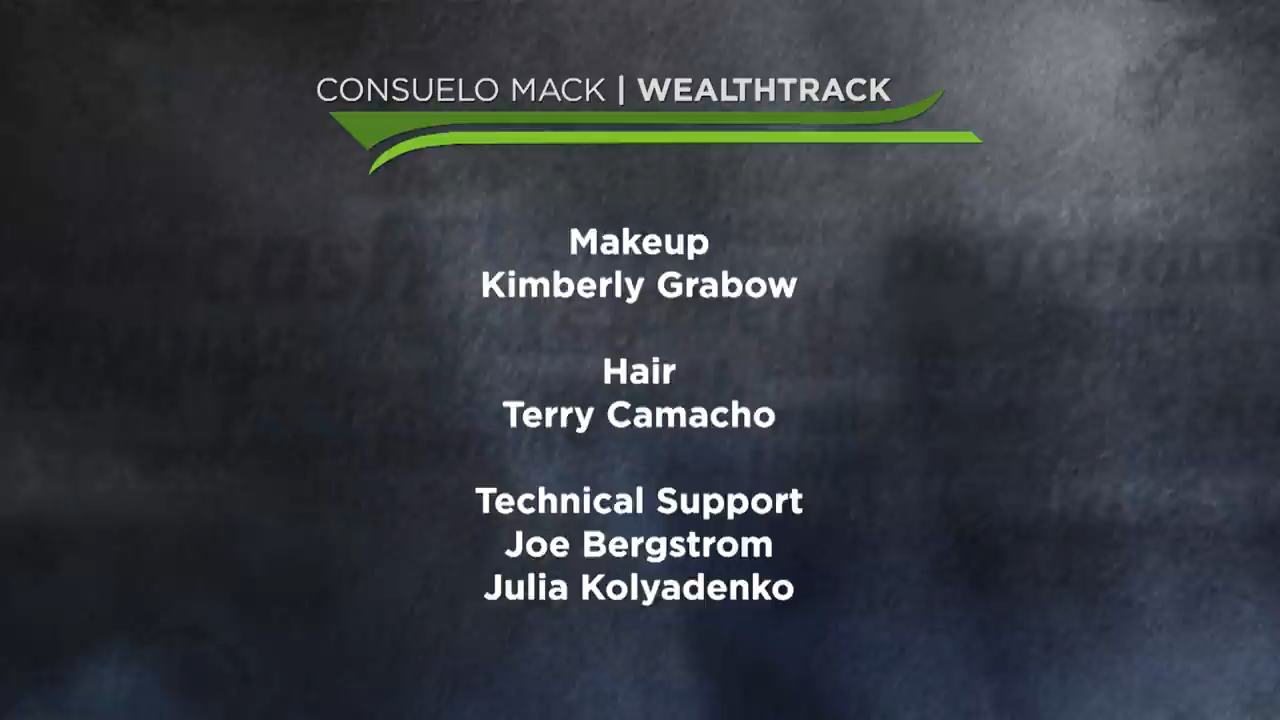 CONSUELO MACK | WEALTHTRACK
Makeup
Kimberly Grabow
Hair
Terry Camacho
Technical Support
Joe Bergstrom
Julia Kolyadenko